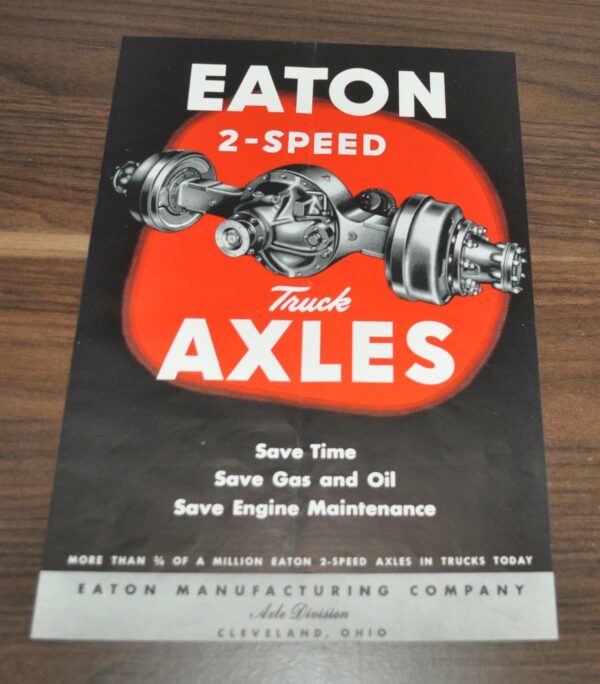 EATON
2-SPEED
Truck
AXLES
Save Time
Save Gas and Oil
Save Engine Maintenance
MORE THAN ¾ OF A MILLION EATON 2-SPEED AXLES IN TRUCKS TODAY
EATON MANUFACTURING COMPANY
Axle Division
CLEVELAND, OHIO